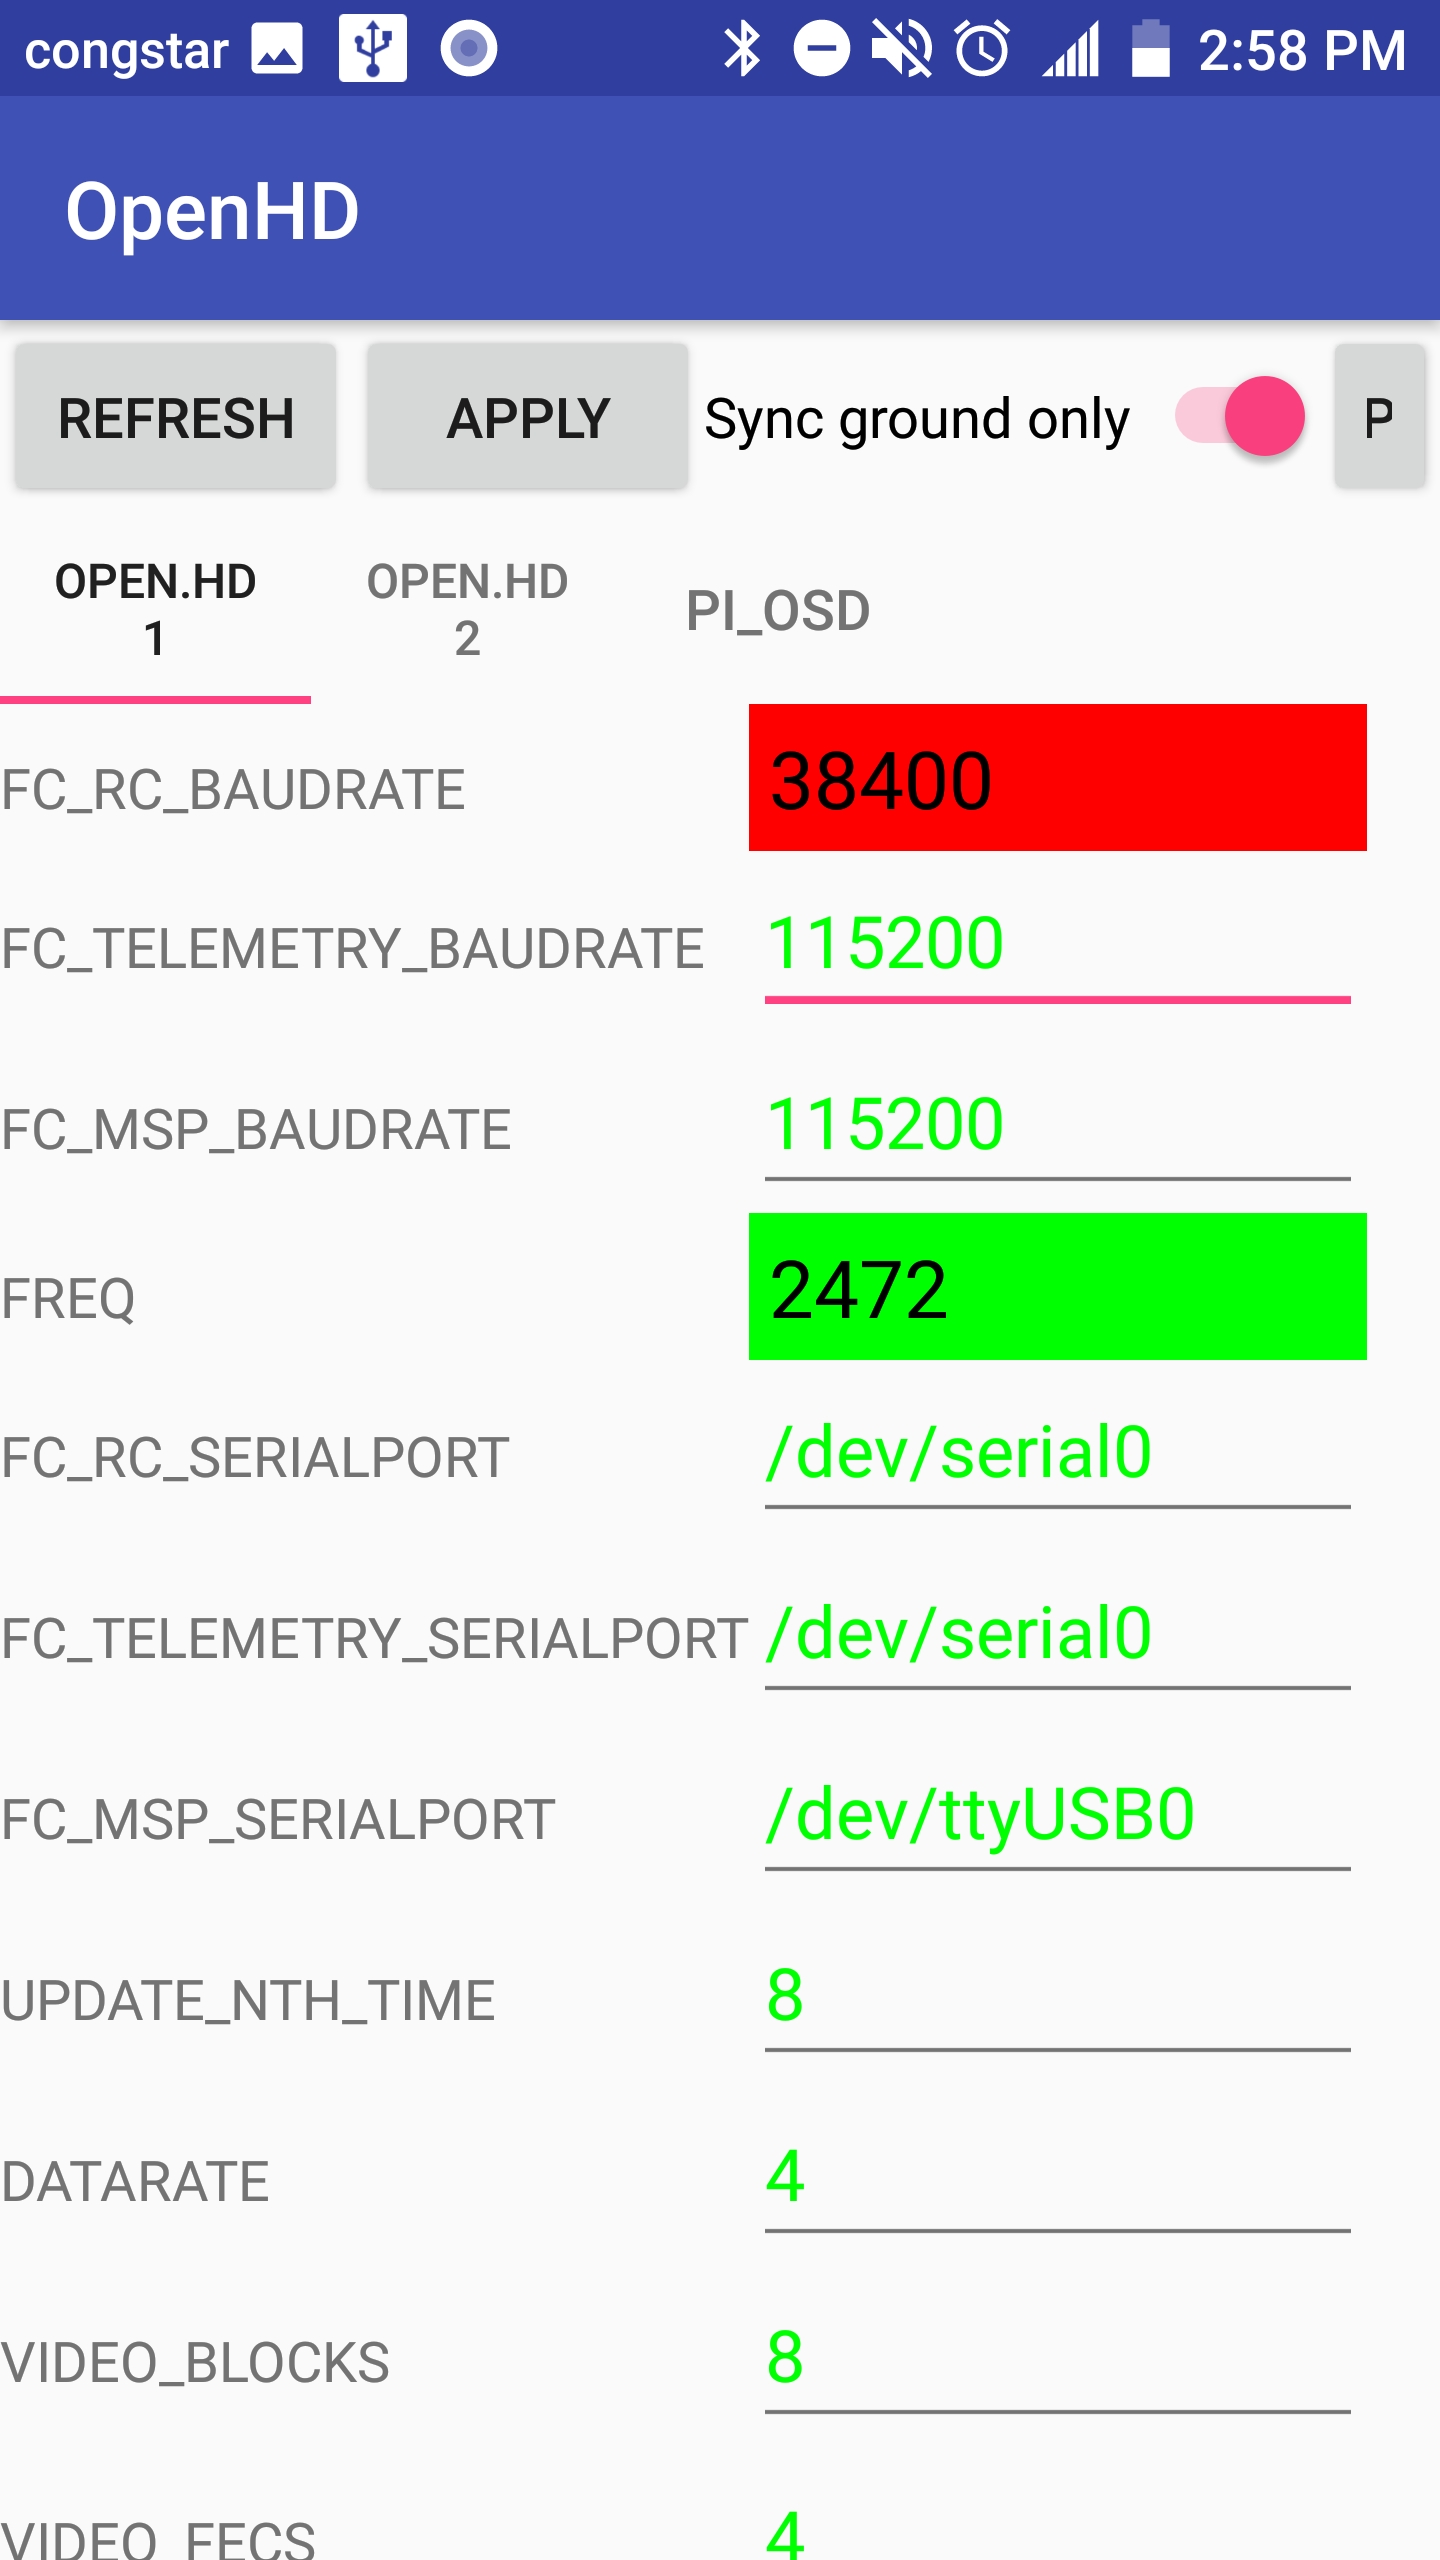 congstar 2:58 PM
OpenHD
REFRESH APPLY Sync ground only P
OPEN.HD
1
OPEN.HD
2
PI_OSD
FC_RC_BAUDRATE 38400
FC_TELEMETRY_BAUDRATE 115200
FC_MSP_BAUDRATE 115200
FREQ 2472
FC_RC_SERIALPORT /dev/serial0
FC_TELEMETRY_SERIALPORT /dev/serial0
FC_MSP_SERIALPORT /dev/ttyUSB0
UPDATE_NTH_TIME 8
DATARATE 4
VIDEO_BLOCKS 8
VIDEO_FECS 4